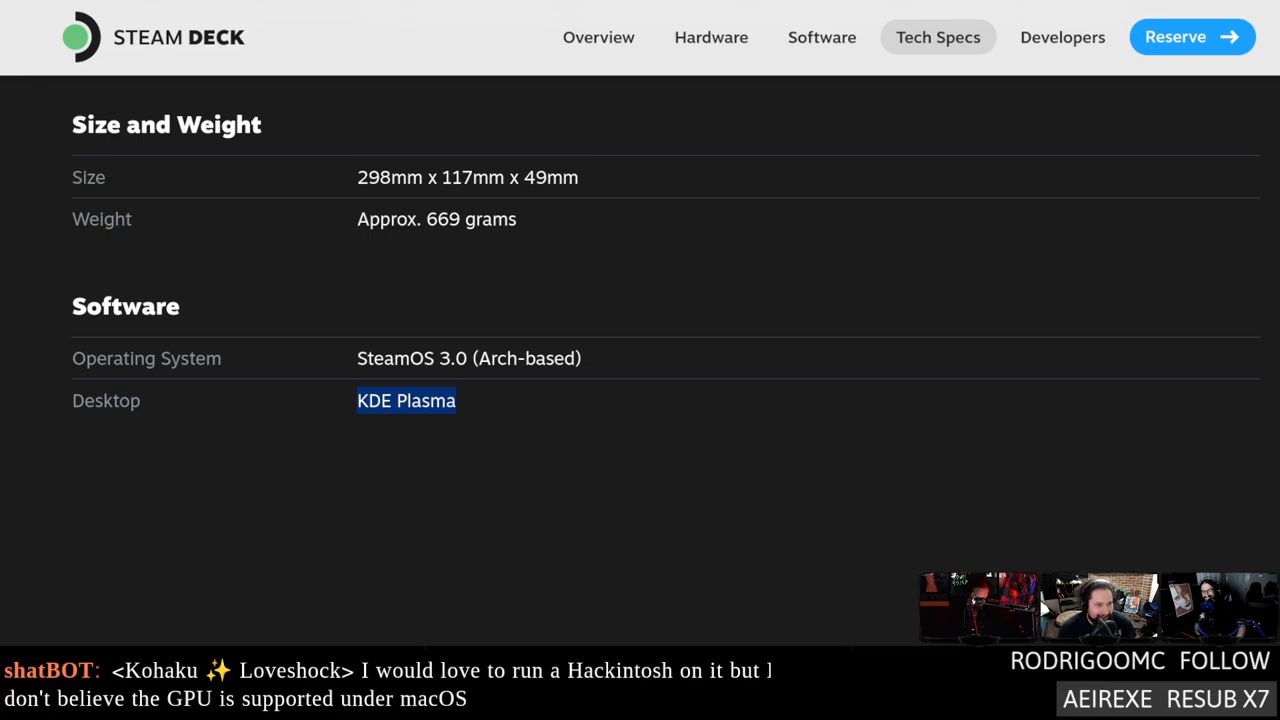 STEAM DECK
Overview
Hardware
Software
Tech Specs
Developers
Reserve →
Size and Weight
Size 298mm x 117mm x 49mm
Weight Approx. 669 grams
Software
Operating System SteamOS 3.0 (Arch-based)
Desktop KDE Plasma
shatBOT: <Kohaku ✨ Loveshock> I would love to run a Hackintosh on it but I
don't believe the GPU is supported under macOS
RODRIGOOMC FOLLOW
AEIREXE RESUB X7